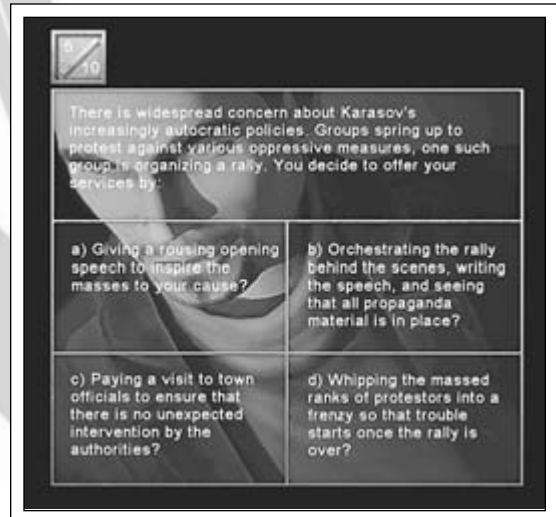 5
10
There is widespread concern about Karasov's
increasingly autocratic policies. Groups spring up to
protest against various oppressive measures, one such
group is organizing a rally. You decide to offer your
services by:
a) Giving a rousing opening
speech to inspire the
masses to your cause?
b) Orchestrating the rally
behind the scenes, writing
the speech, and seeing
that all propaganda
material is in place?
c) Paying a visit to town
officials to ensure that
there is no unexpected
intervention by the
authorities?
d) Whipping the massed
ranks of protestors into a
frenzy so that trouble
starts once the rally is
over?